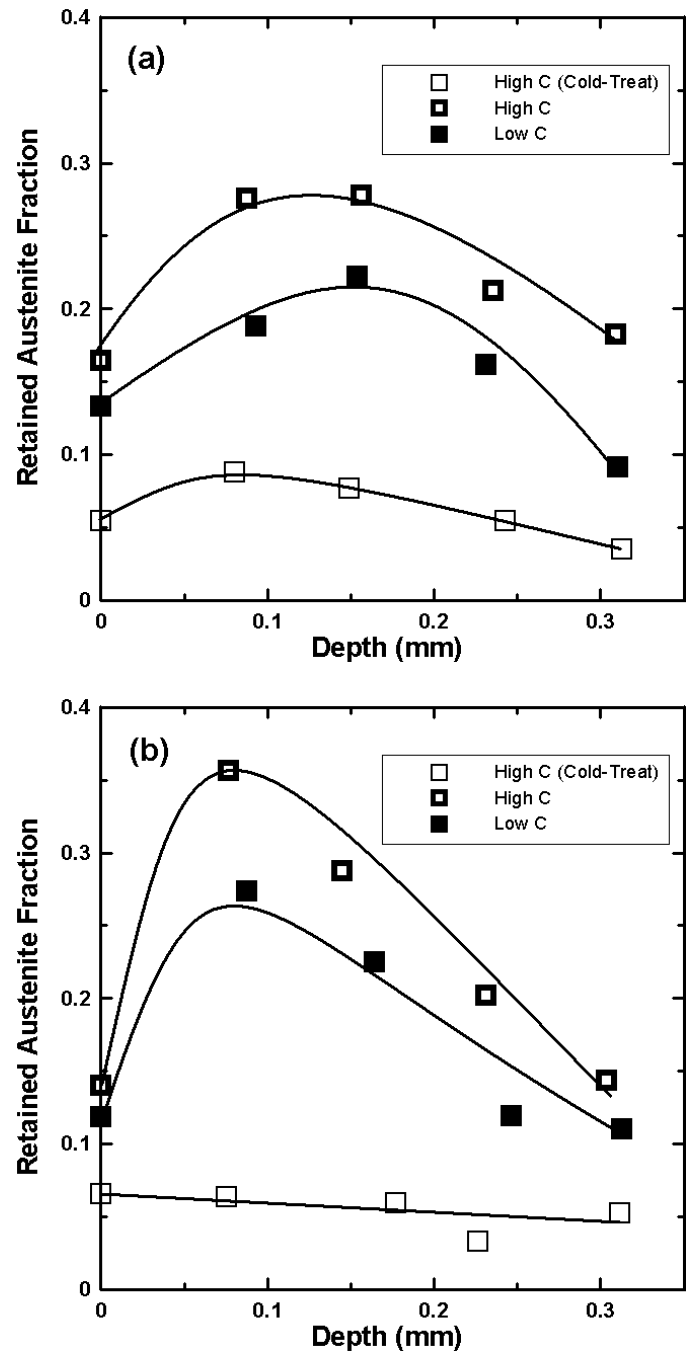 0.4
(a)
High C (Cold-Treat)
High C
Low C
0.3
0.2
0.1
0
Retained Austenite Fraction
0 0.1 0.2 0.3
Depth (mm)
0.4
(b)
High C (Cold-Treat)
High C
Low C
0.3
0.2
0.1
0
Retained Austenite Fraction
0 0.1 0.2 0.3
Depth (mm)